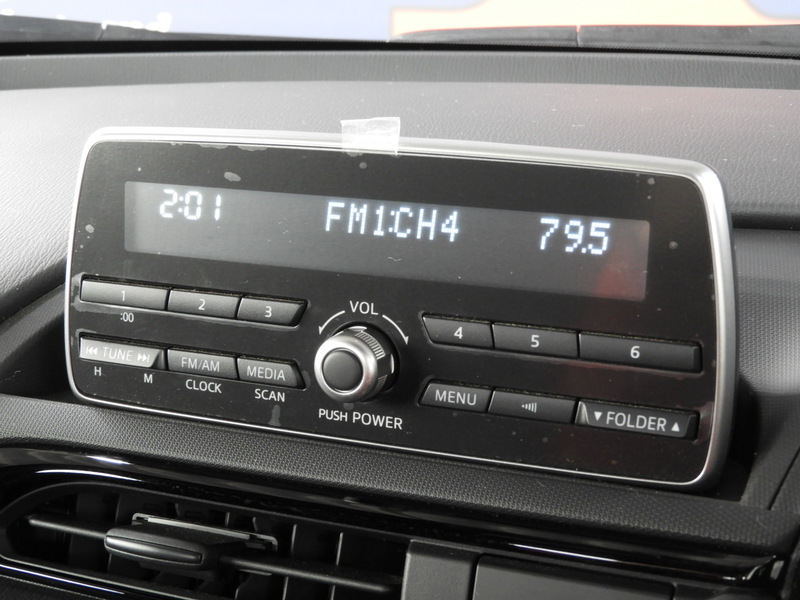 2:01 FM1:CH4 79.5
1 2 3 VOL 4 5 6
:00
TUNE FM/AM MEDIA MENU ▼ FOLDER ▲
H M CLOCK SCAN PUSH POWER